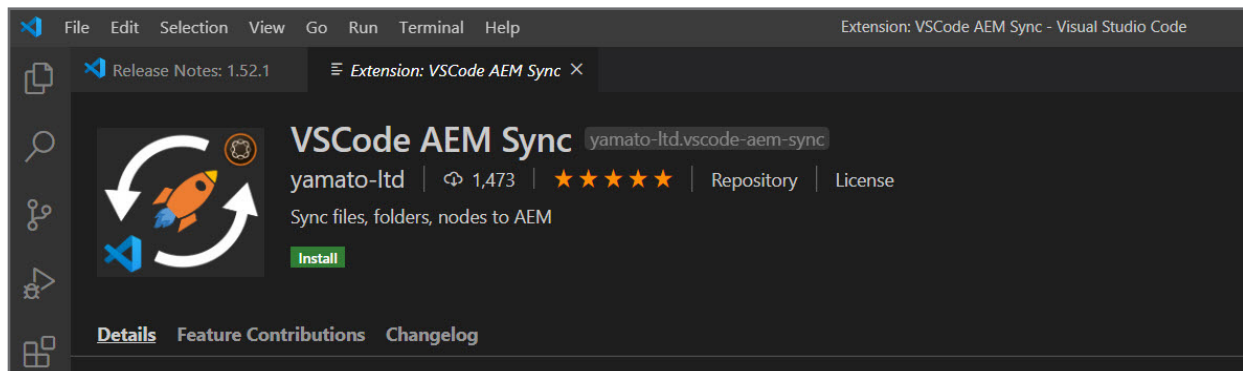 File Edit Selection View Go Run Terminal Help Extension: VSCode AEM Sync - Visual Studio Code
Release Notes: 1.52.1 Extension: VSCode AEM Sync
VSCode AEM Sync yamato-ltd.vscode-aem-sync
yamato-ltd 1,473 Repository License
Sync files, folders, nodes to AEM
Install
Details Feature Contributions Changelog